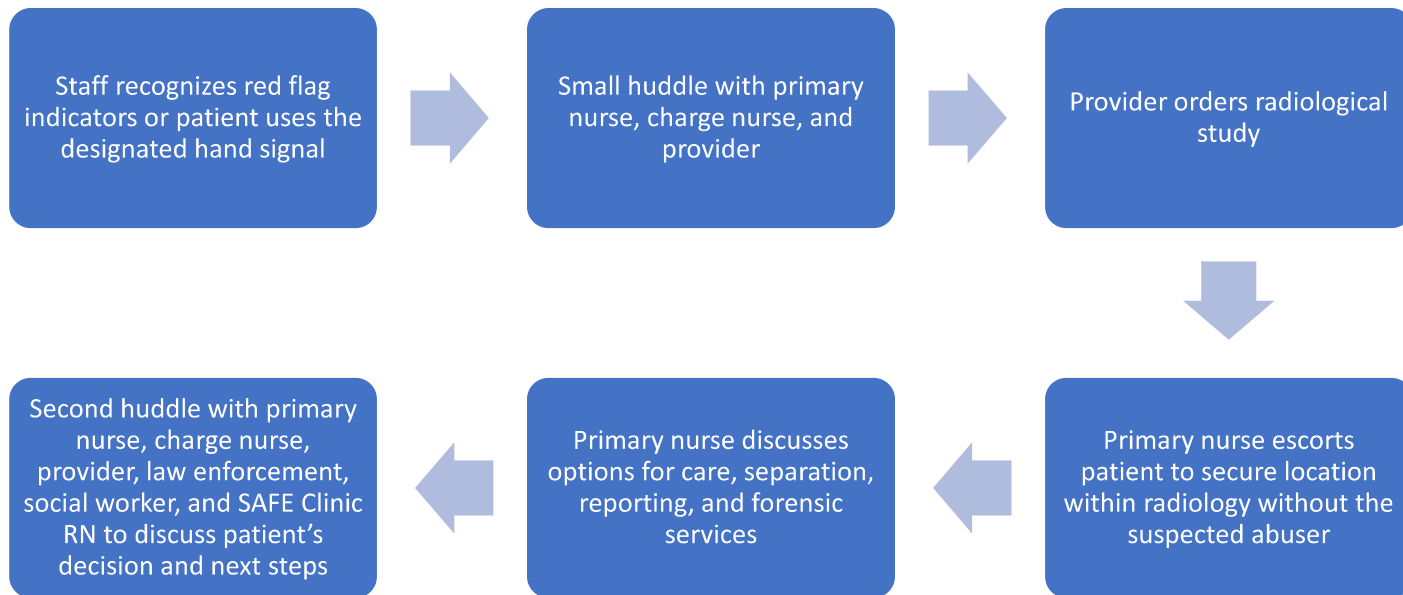 Staff recognizes red flag
indicators or patient uses the
designated hand signal
Small huddle with primary
nurse, charge nurse, and
provider
Provider orders radiological
study
Primary nurse escorts
patient to secure location
within radiology without the
suspected abuser
Primary nurse discusses
options for care, separation,
reporting, and forensic
services
Second huddle with primary
nurse, charge nurse,
provider, law enforcement,
social worker, and SAFE Clinic
RN to discuss patient’s
decision and next steps